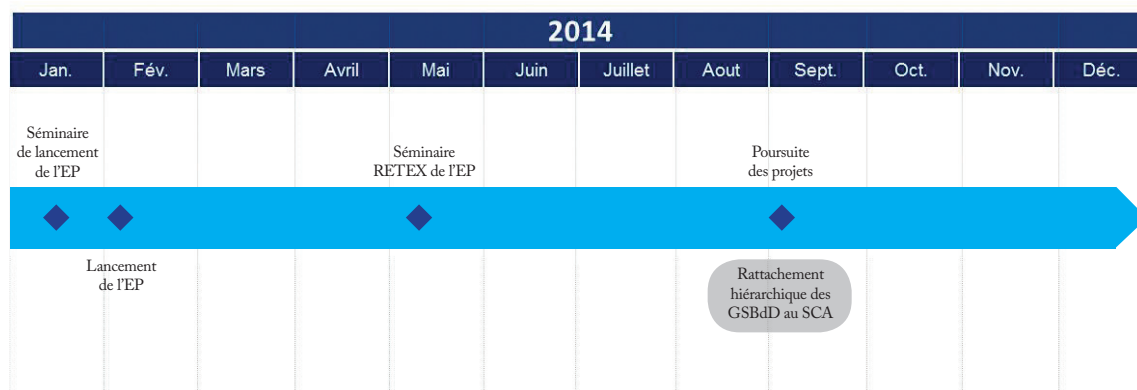 2014
Jan. Fév. Mars Avril Mai Juin Juillet Aout Sept. Oct. Nov. Déc.
Séminaire
de lancement
de l'EP
Séminaire
RETEX de l'EP
Poursuite
des projets
Lancement
de l'EP
Rattachement
hiérarchique des
GSBdD au SCA